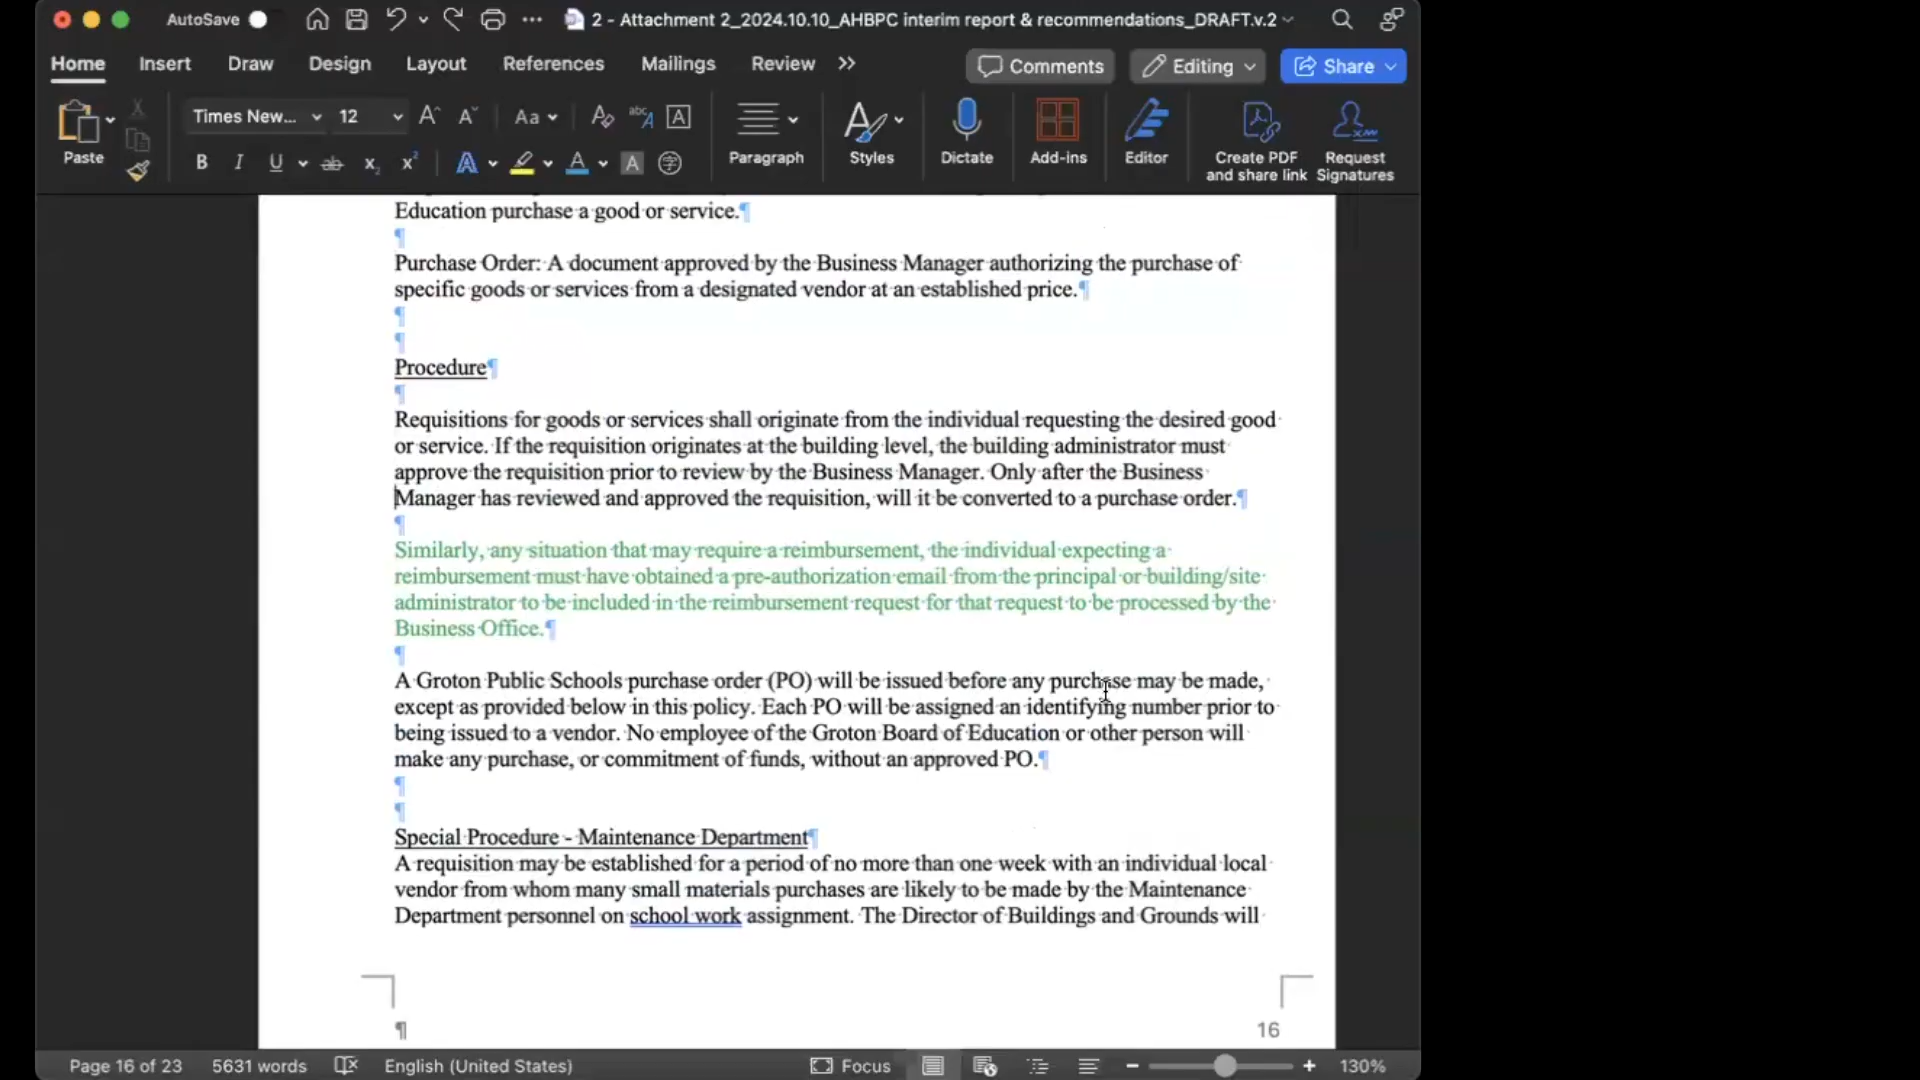 AutoSave
2 - Attachment 2_2024.10.10_AHBPC interim report & recommendations_DRAFT.v.2
Home Insert Draw Design Layout References Mailings Review
Comments Editing Share
Paste
Times New... 12 Aa
Paragraph Styles Dictate Add-ins Editor Create PDF and share link Request Signatures
Education purchase a good or service.¶
¶
Purchase Order: A document approved by the Business Manager authorizing the purchase of
specific goods or services from a designated vendor at an established price.¶
¶
¶
Procedure¶
¶
Requisitions for goods or services shall originate from the individual requesting the desired good
or service. If the requisition originates at the building level, the building administrator must
approve the requisition prior to review by the Business Manager. Only after the Business
Manager has reviewed and approved the requisition, will it be converted to a purchase order.¶
¶
Similarly, any situation that may require a reimbursement, the individual expecting a
reimbursement must have obtained a pre-authorization email from the principal or building/site
administrator to be included in the reimbursement request for that request to be processed by the
Business Office.¶
¶
A Groton Public Schools purchase order (PO) will be issued before any purchase may be made,
except as provided below in this policy. Each PO will be assigned an identifying number prior to
being issued to a vendor. No employee of the Groton Board of Education or other person will
make any purchase, or commitment of funds, without an approved PO.¶
¶
¶
Special Procedure - Maintenance Department¶
A requisition may be established for a period of no more than one week with an individual local
vendor from whom many small materials purchases are likely to be made by the Maintenance
Department personnel on school work assignment. The Director of Buildings and Grounds will
¶ 16
Page 16 of 23 5631 words English (United States) Focus 130%